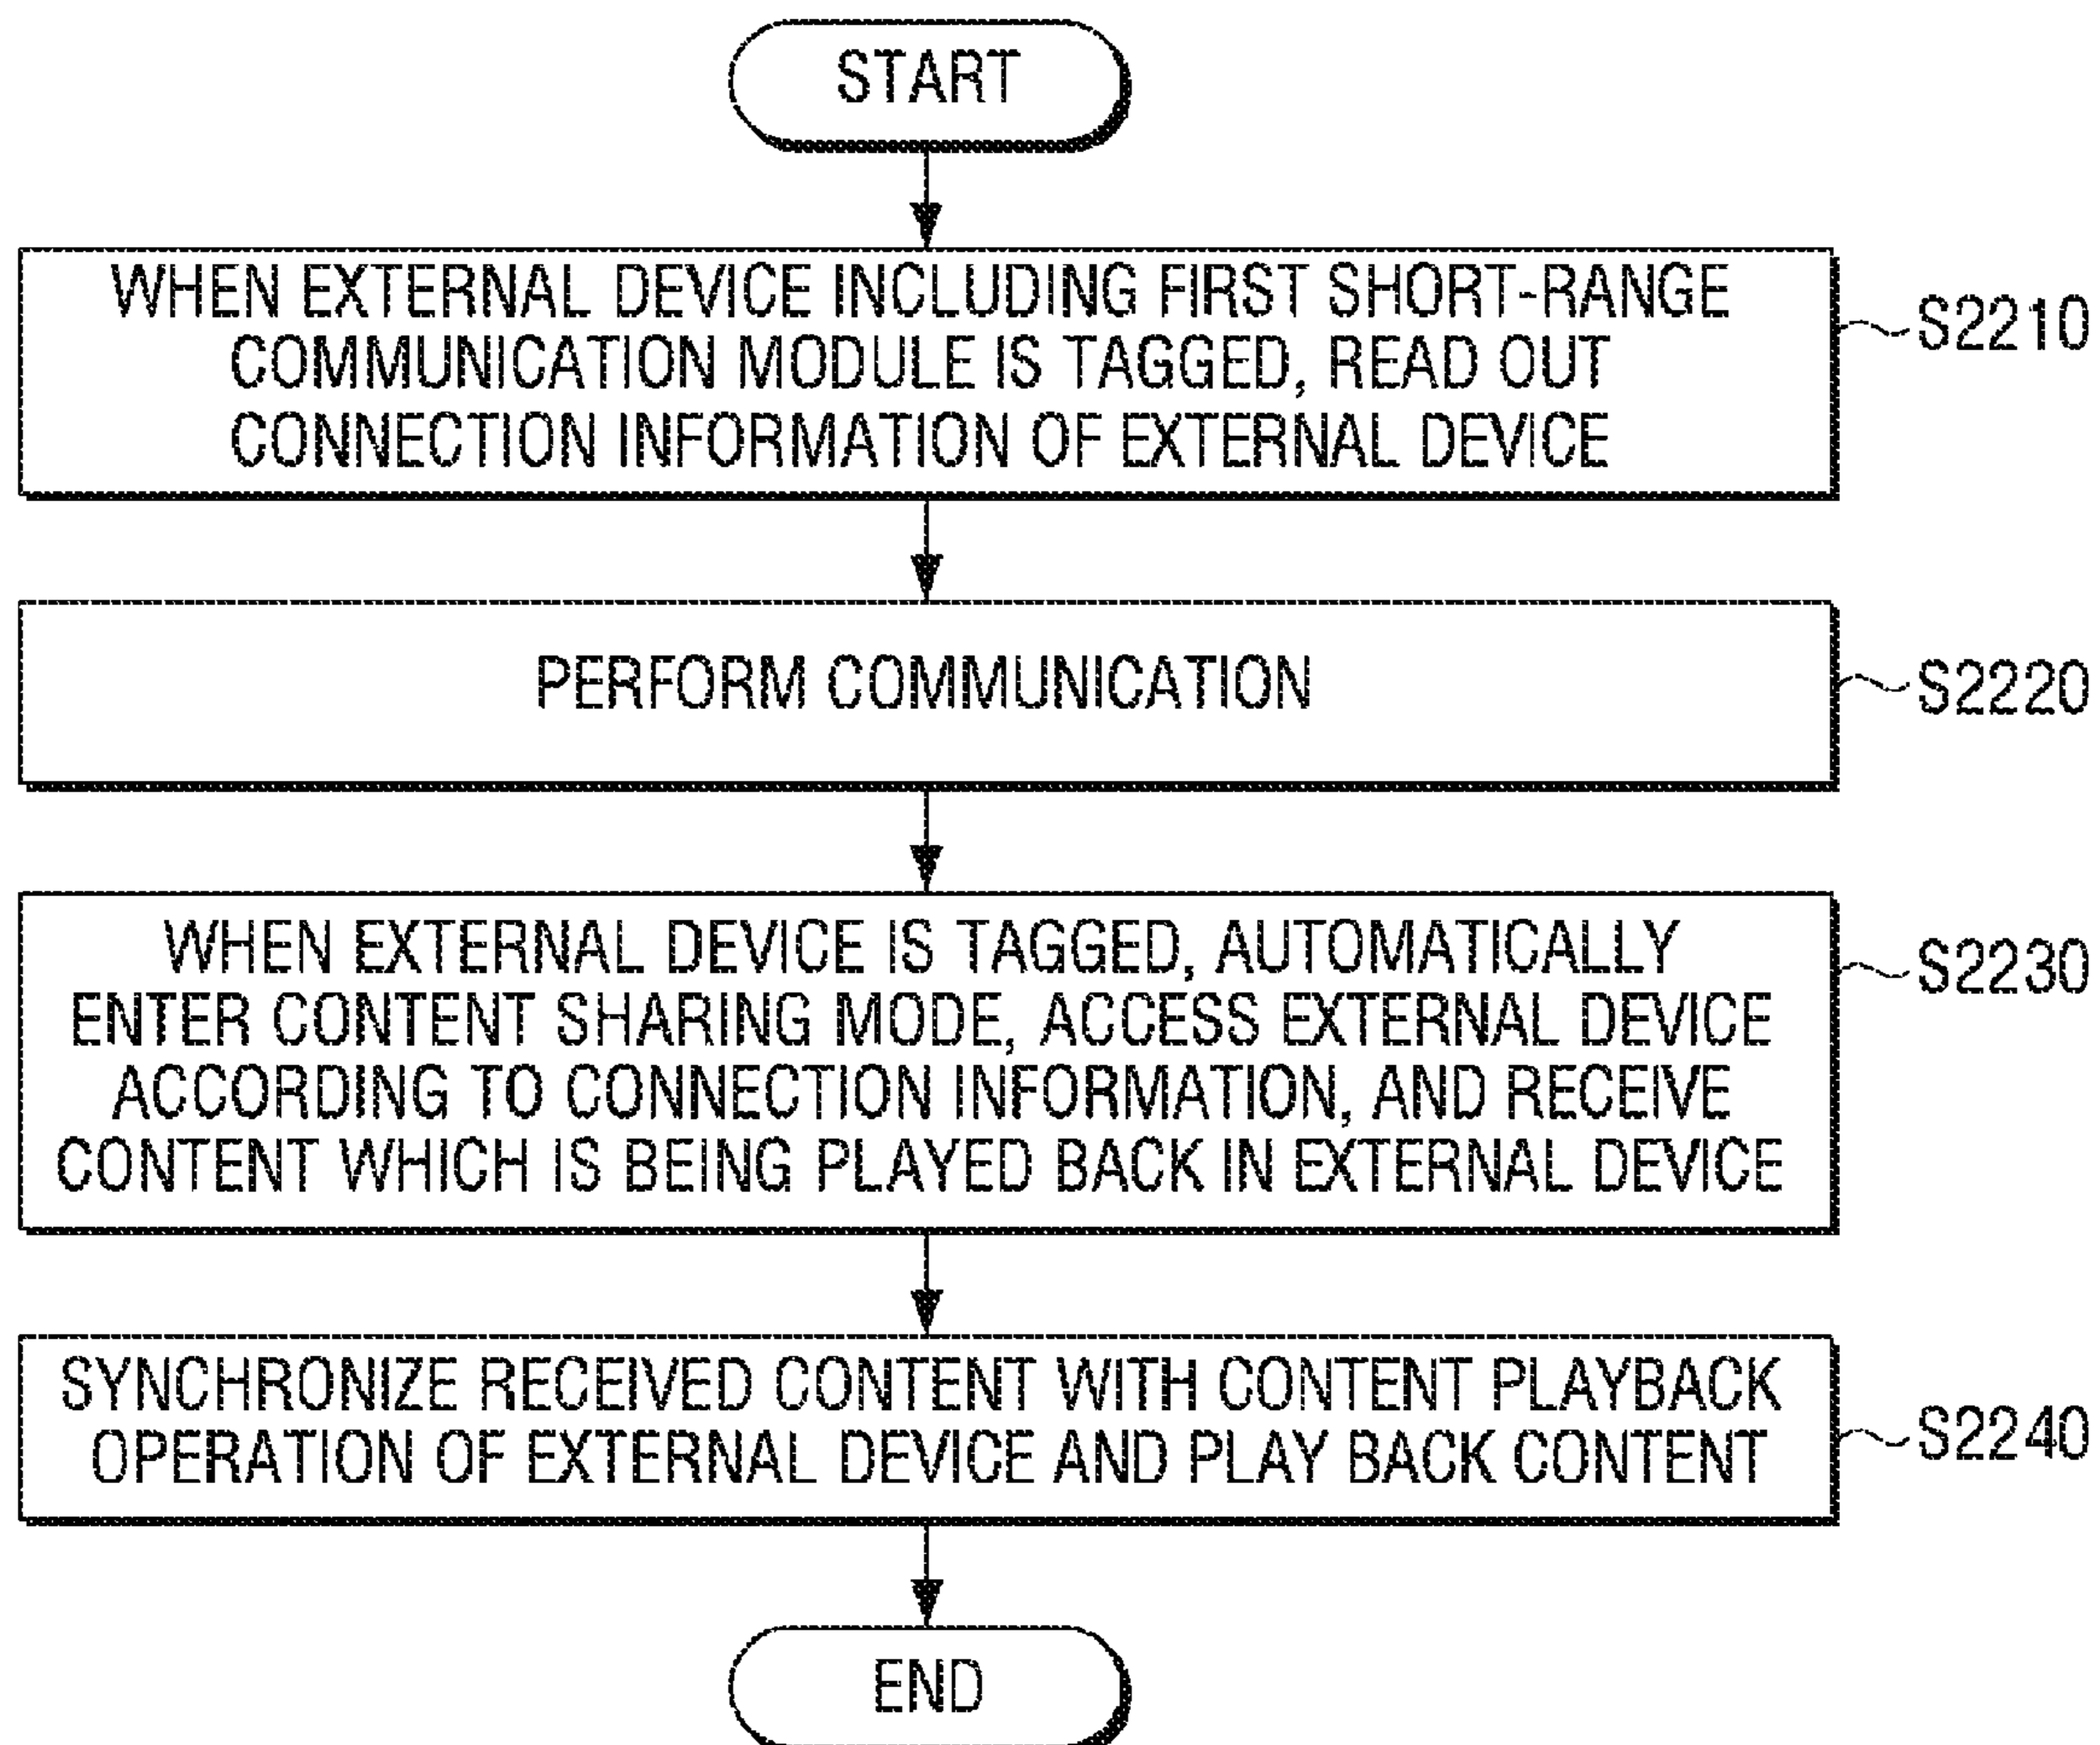 START
WHEN EXTERNAL DEVICE INCLUDING FIRST SHORT-RANGE
COMMUNICATION MODULE IS TAGGED, READ OUT
CONNECTION INFORMATION OF EXTERNAL DEVICE
S2210
PERFORM COMMUNICATION
S2220
WHEN EXTERNAL DEVICE IS TAGGED, AUTOMATICALLY
ENTER CONTENT SHARING MODE, ACCESS EXTERNAL DEVICE
ACCORDING TO CONNECTION INFORMATION, AND RECEIVE
CONTENT WHICH IS BEING PLAYED BACK IN EXTERNAL DEVICE
S2230
SYNCHRONIZE RECEIVED CONTENT WITH CONTENT PLAYBACK
OPERATION OF EXTERNAL DEVICE AND PLAY BACK CONTENT
S2240
END